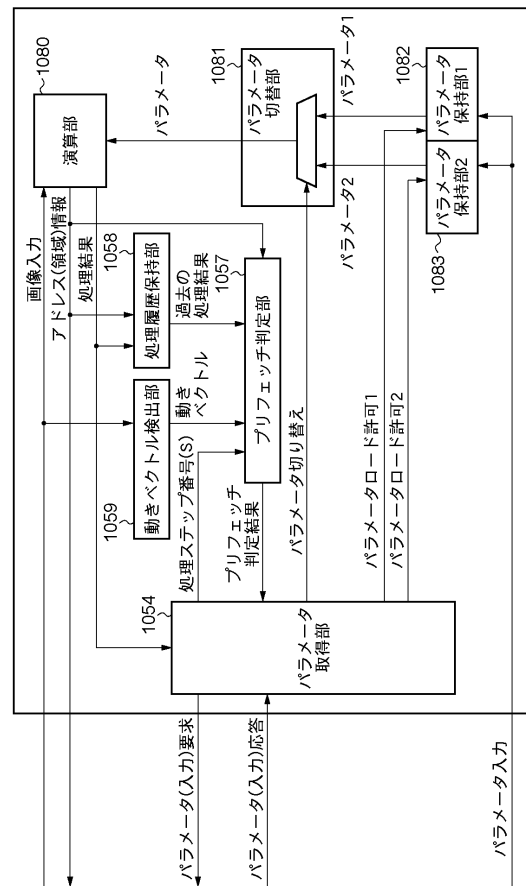 1080
演算部
パラメータ
1081
パラメータ
切替部
パラメータ1
パラメータ2
1082
パラメータ
保持部1
パラメータ
保持部2
1083
画像入力
アドレス(領域)情報
処理結果
1058
処理履歴保持部
過去の
処理結果
1057
プリフェッチ判定部
1059
動きベクトル検出部
動き
ベクトル
処理ステップ番号(S)
プリフェッチ
判定結果
パラメータ切り替え
パラメータロード許可1
パラメータロード許可2
1054
パラメータ
取得部
パラメータ(入力)要求
パラメータ(入力)応答
パラメータ入力